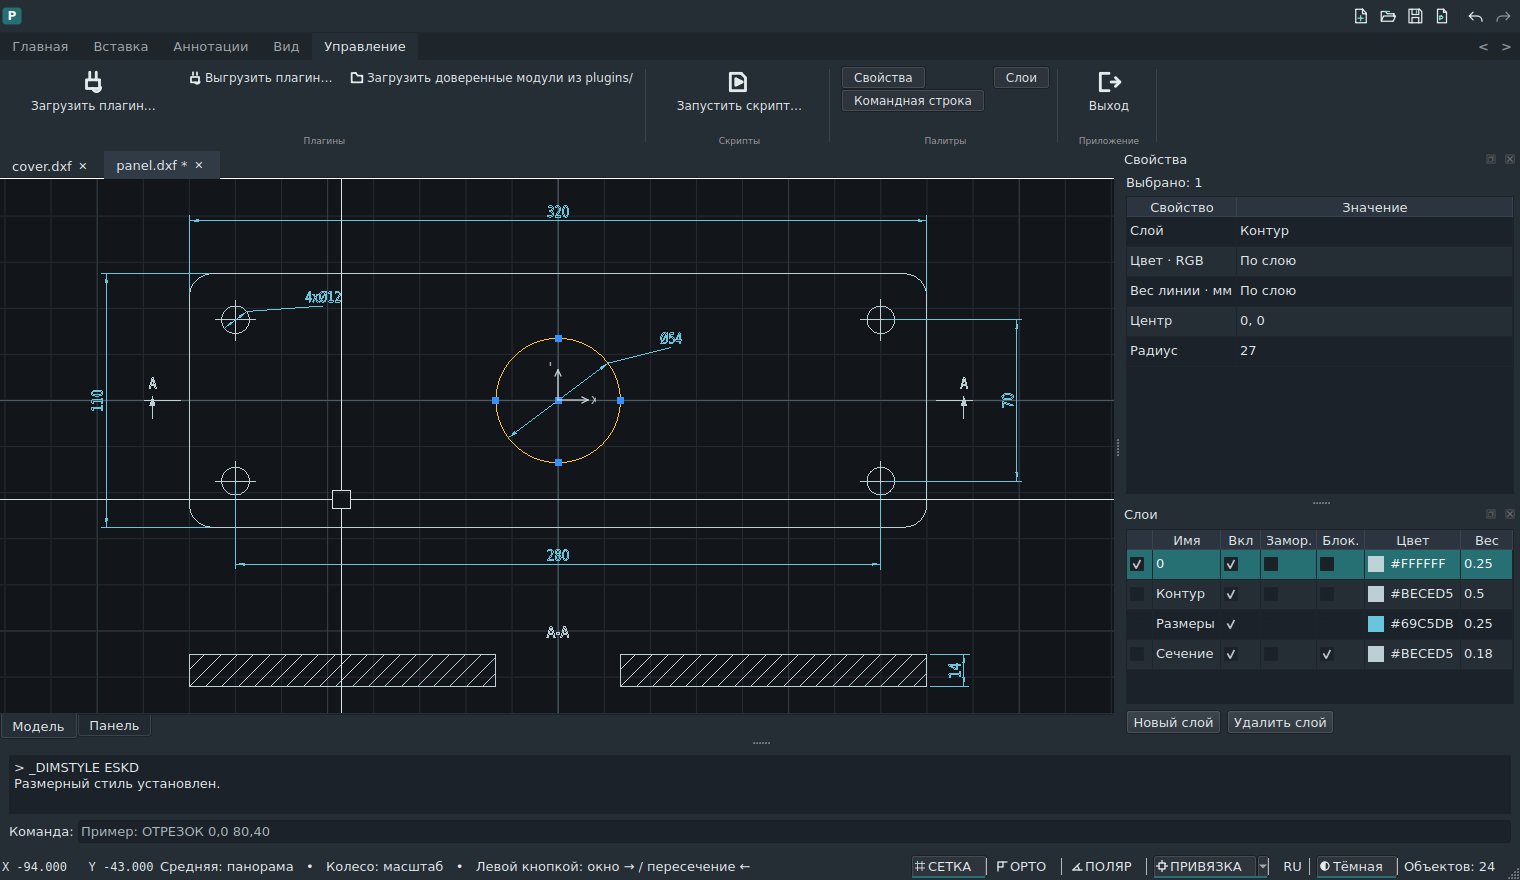 P
Главная Вставка Аннотации Вид Управление < >
Загрузить плагин...
Выгрузить плагин...
Загрузить доверенные модули из plugins/
Плагины
Запустить скрипт...
Скрипты
Свойства Слои
Командная строка
Палитры
Выход
Приложение
cover.dxf ×
panel.dxf * ×
320
4xØ12
Ø54
A A
X
110
70
280
A-A
14
Модель Панель
Свойства
Выбрано: 1
Свойство Значение
Слой Контур
Цвет · RGB По слою
Вес линии · мм По слою
Центр 0, 0
Радиус 27
Слои
Имя Вкл Замор. Блок. Цвет Вес
0 #FFFFFF 0.25
Контур #BECED5 0.5
Размеры #69C5DB 0.25
Сечение #BECED5 0.18
Новый слой Удалить слой
> _DIMSTYLE ESKD
Размерный стиль установлен.
Команда: Пример: ОТРЕЗОК 0,0 80,40
X -94.000 Y -43.000 Средняя: панорама • Колесо: масштаб • Левой кнопкой: окно → / пересечение ← СЕТКА ОРТО ПОЛЯР ПРИВЯЗКА RU Тёмная Объектов: 24